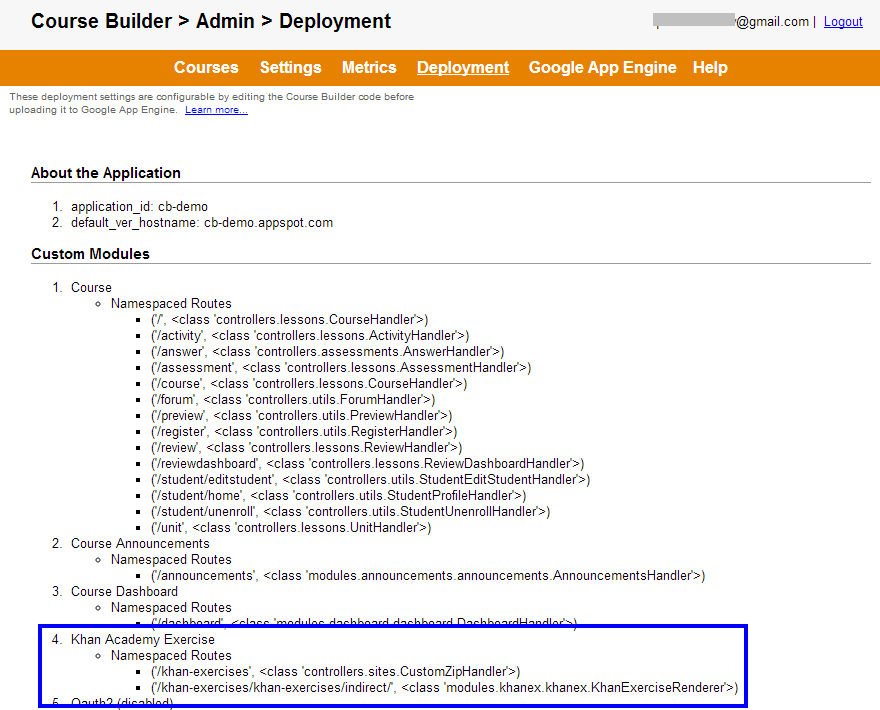 Course Builder > Admin > Deployment
@gmail.com | Logout
Courses Settings Metrics Deployment Google App Engine Help
These deployment settings are configurable by editing the Course Builder code before
uploading it to Google App Engine. Learn more...
About the Application
1. application_id: cb-demo
2. default_ver_hostname: cb-demo.appspot.com
Custom Modules
1. Course
Namespaced Routes
('/', <class 'controllers.lessons.CourseHandler'>)
('/activity', <class 'controllers.lessons.ActivityHandler'>)
('/answer', <class 'controllers.assessments.AnswerHandler'>)
('/assessment', <class 'controllers.lessons.AssessmentHandler'>)
('/course', <class 'controllers.lessons.CourseHandler'>)
('/forum', <class 'controllers.utils.ForumHandler'>)
('/preview', <class 'controllers.utils.PreviewHandler'>)
('/register', <class 'controllers.utils.RegisterHandler'>)
('/review', <class 'controllers.lessons.ReviewHandler'>)
('/reviewdashboard', <class 'controllers.lessons.ReviewDashboardHandler'>)
('/student/editstudent', <class 'controllers.utils.StudentEditStudentHandler'>)
('/student/home', <class 'controllers.utils.StudentProfileHandler'>)
('/student/unenroll', <class 'controllers.utils.StudentUnenrollHandler'>)
('/unit', <class 'controllers.lessons.UnitHandler'>)
2. Course Announcements
Namespaced Routes
('/announcements', <class 'modules.announcements.announcements.AnnouncementsHandler'>)
3. Course Dashboard
Namespaced Routes
('/dashboard', <class 'modules.dashboard.dashboard.DashboardHandler'>)
4. Khan Academy Exercise
Namespaced Routes
('/khan-exercises', <class 'controllers.sites.CustomZipHandler'>)
('/khan-exercises/khan-exercises/indirect/', <class 'modules.khanex.khanex.KhanExerciseRenderer'>)
5. Oauth2 (disabled)